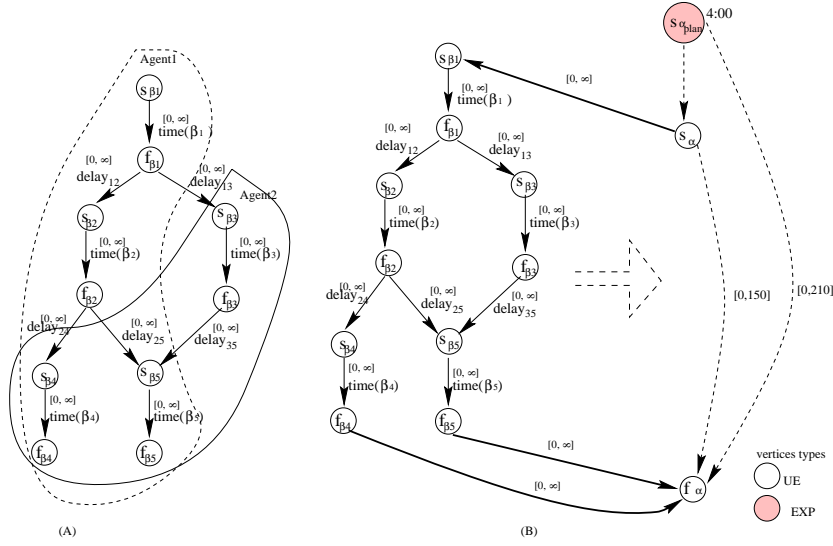 Agent1
s β1
[0, ∞]
time(β1 )
f β1
[0, ∞]
delay12
[0, ∞]
delay13
Agent2
s β2
s β3
[0, ∞]
time(β2)
[0, ∞]
time(β3)
f β2
f β3
[0, ∞]
delay24
[0, ∞]
delay25
[0, ∞]
delay35
s β4
s β5
[0, ∞]
time(β4)
[0, ∞]
time(β5)
f β4
f β5
(A)
s α plan
4:00
s β1
[0, ∞]
[0, ∞]
time(β1 )
s α
f β1
[0, ∞]
delay12
[0, ∞]
delay13
s β2
s β3
[0, ∞]
time(β2)
[0, ∞]
time(β3)
f β2
f β3
[0, ∞]
delay24
[0, ∞]
delay25
[0, ∞]
delay35
[0,150]
[0,210]
s β4
s β5
[0, ∞]
time(β4)
[0, ∞]
time(β5)
f β4
f β5
[0, ∞]
[0, ∞]
f α
vertices types
UE
EXP
(B)